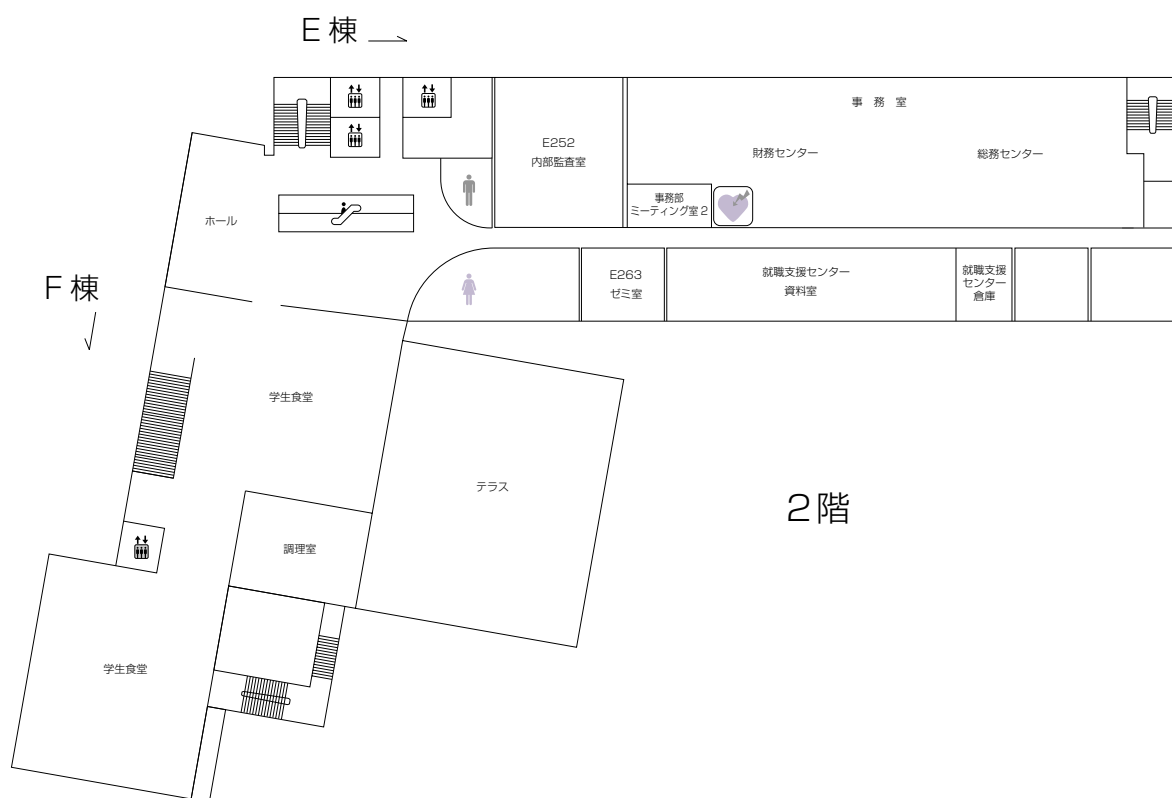 E棟
事 務 室
E252
内部監査室
財務センター
総務センター
事務部
ミーティング室2
ホール
E263
ゼミ室
就職支援センター
資料室
就職支援
センター
倉庫
F棟
学生食堂
テラス
2階
調理室
学生食堂